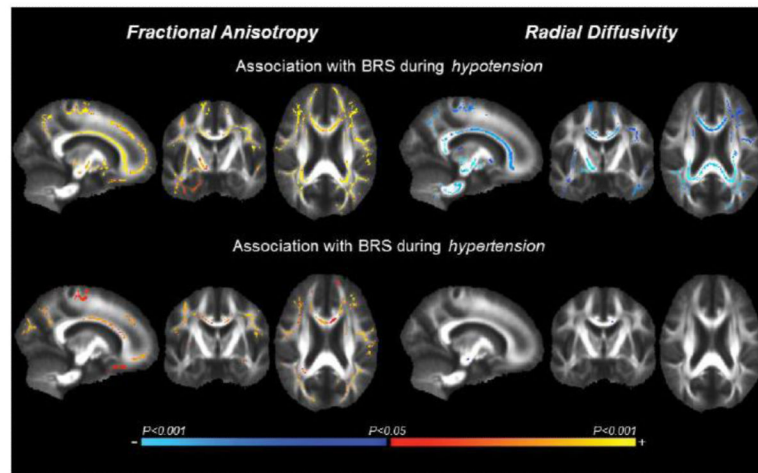 Fractional Anisotropy Radial Diffusivity
Association with BRS during hypotension
Association with BRS during hypertension
P<0.001 P<0.05 P<0.001
− +